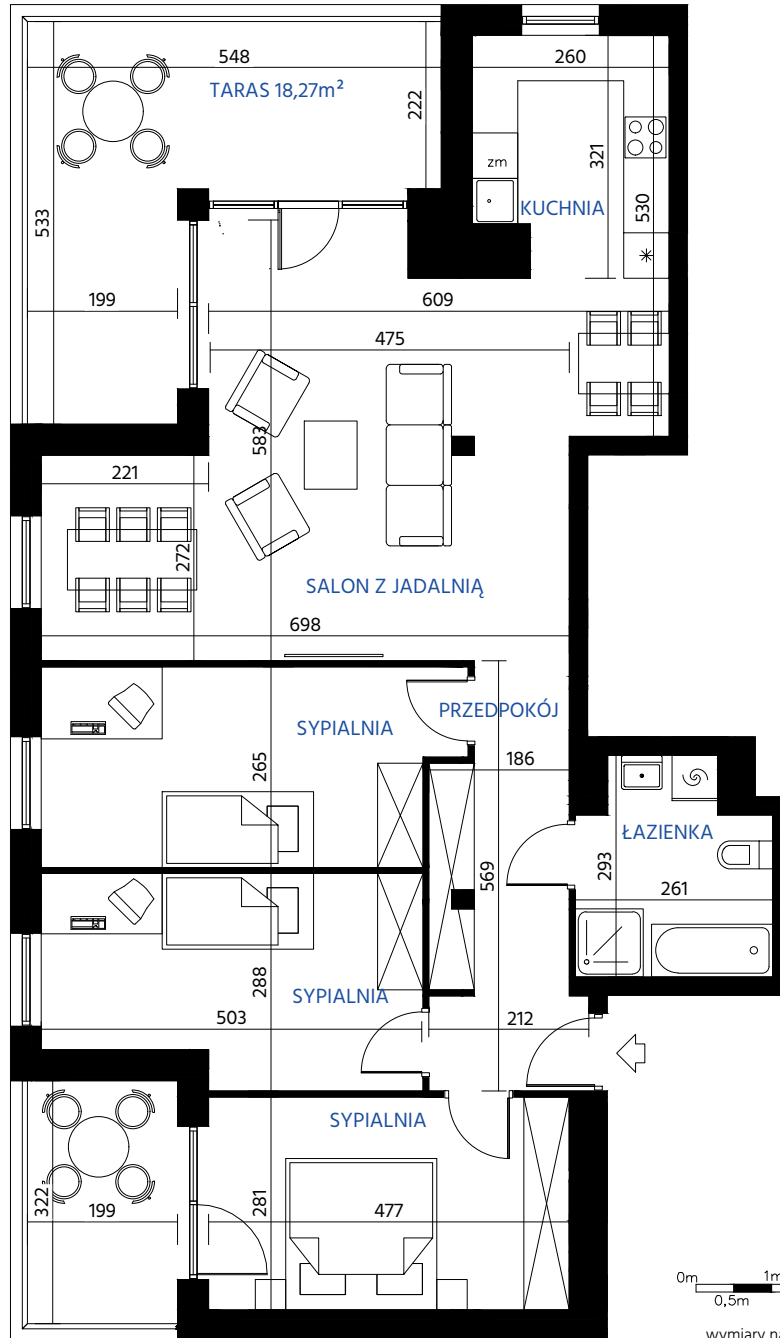 548
260
TARAS 18,27m²
222
321
zm
KUCHNIA
530
533
199
609
475
583
221
272
SALON Z JADALNIĄ
698
PRZEDPOKÓJ
SYPIALNIA
265
186
ŁAZIENKA
569
293
261
288
SYPIALNIA
503
212
SYPIALNIA
322
199
281
477
0m
1m
0,5m
wymiary na